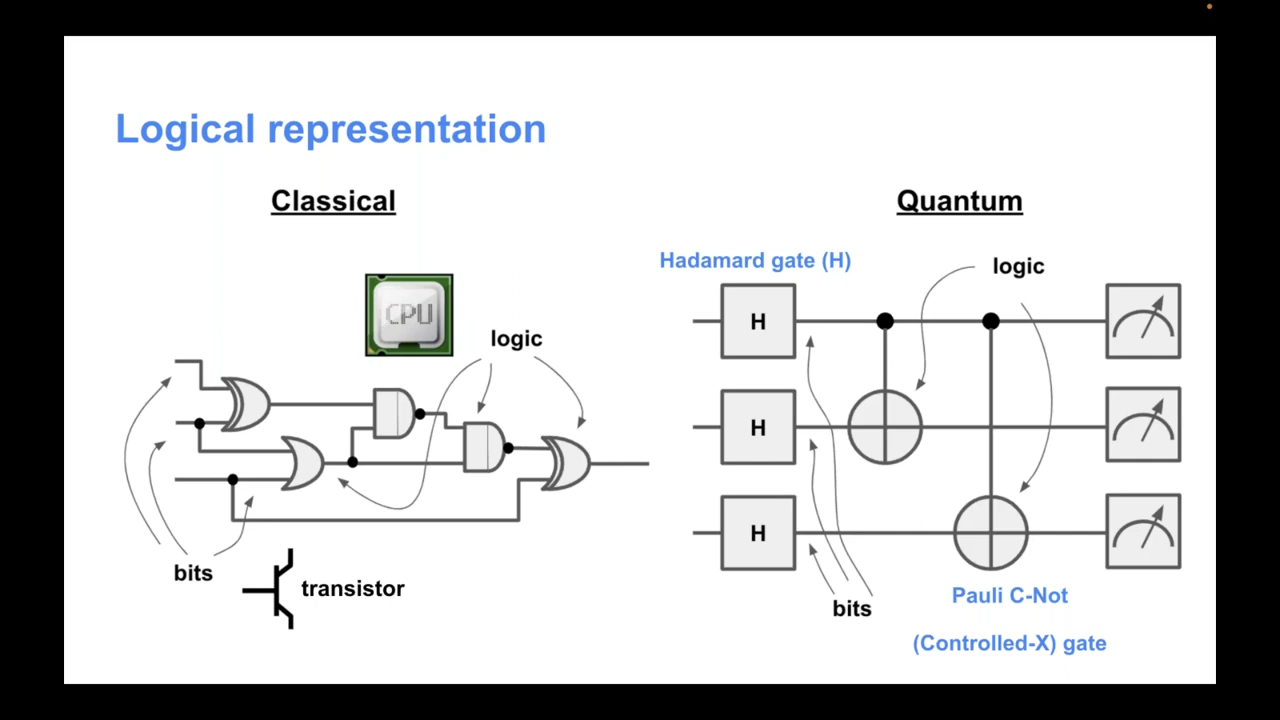 Logical representation
Classical
Quantum
Hadamard gate (H)
logic
CPU
logic
H
H
H
bits
transistor
bits
Pauli C-Not
(Controlled-X) gate